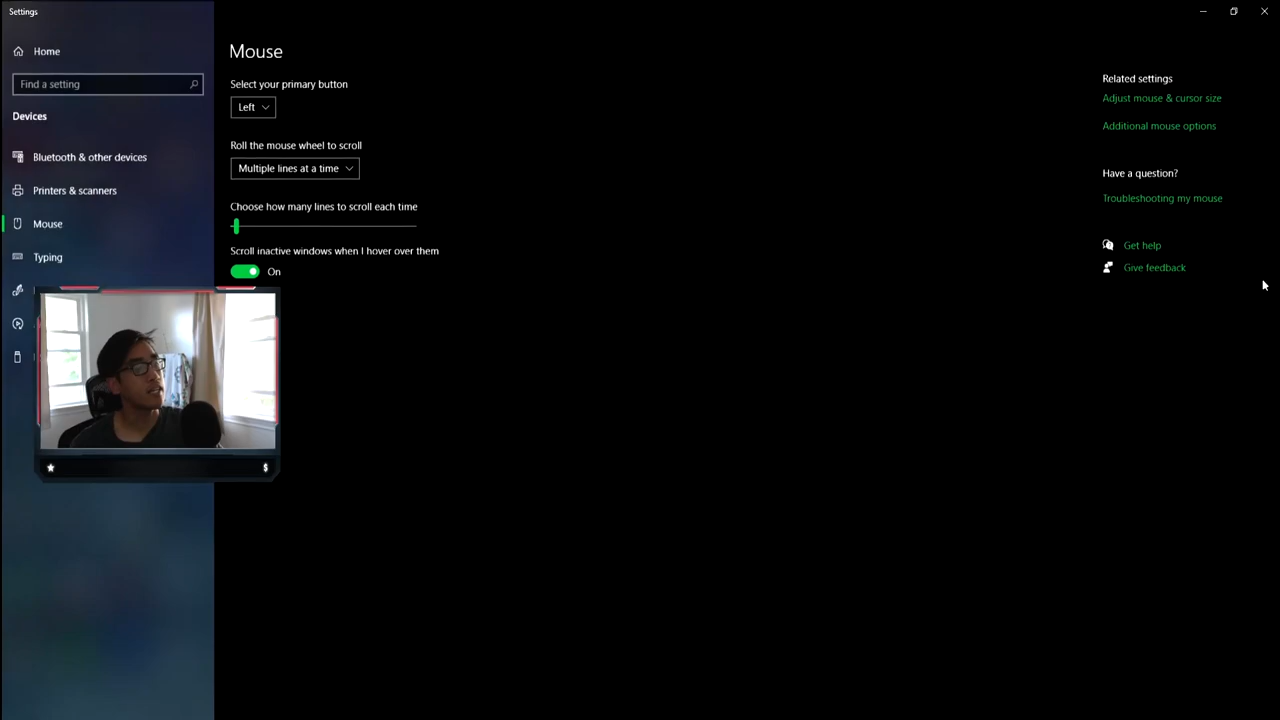 Settings
Home
Find a setting
Devices
Bluetooth & other devices
Printers & scanners
Mouse
Typing
Mouse
Select your primary button
Left
Roll the mouse wheel to scroll
Multiple lines at a time
Choose how many lines to scroll each time
Scroll inactive windows when I hover over them
On
Related settings
Adjust mouse & cursor size
Additional mouse options
Have a question?
Troubleshooting my mouse
Get help
Give feedback
$